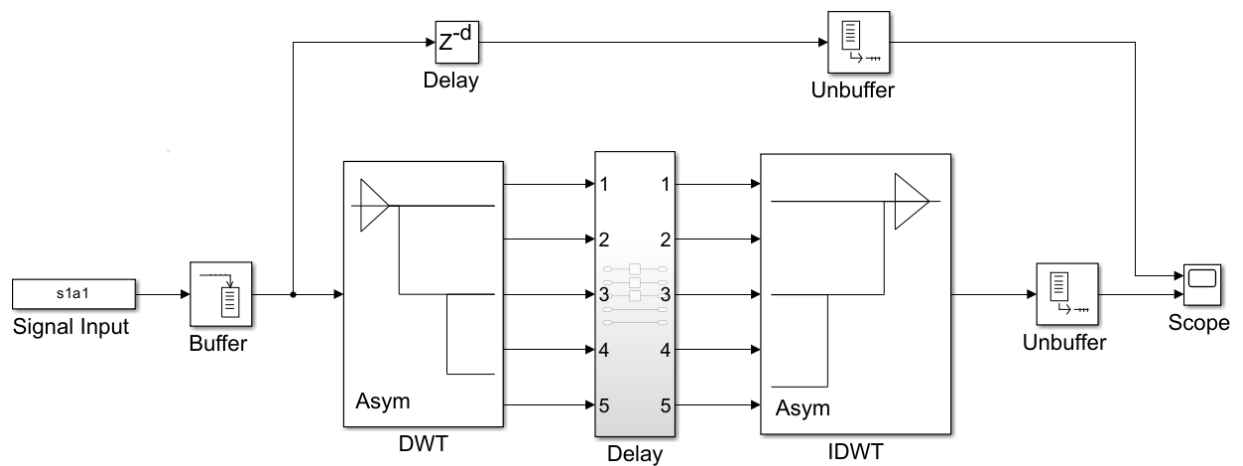 Z-d
Delay
Unbuffer
s1a1
Signal Input
Buffer
Asym
DWT
1 1
2 2
3 3
4 4
5 5
Delay
Asym
IDWT
Unbuffer
Scope